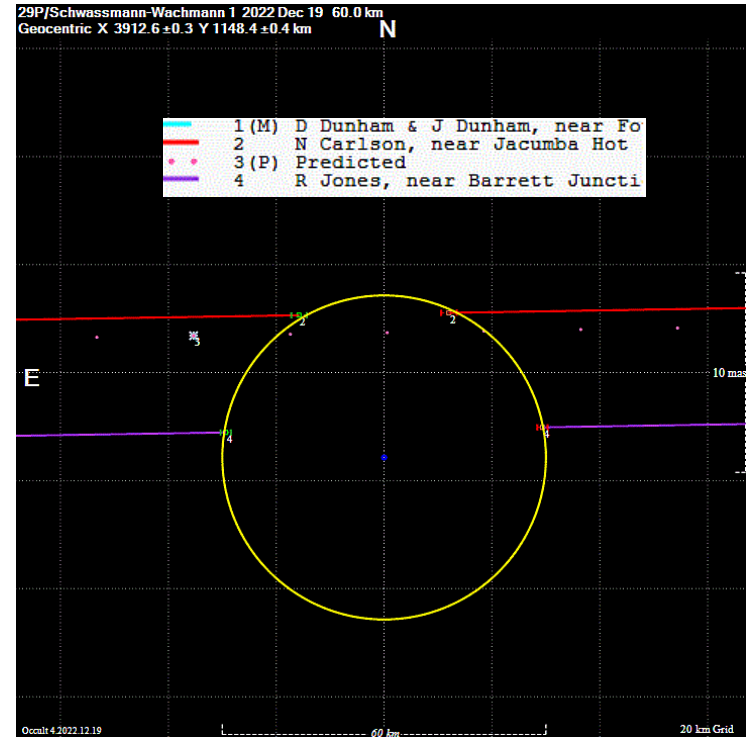 29P/Schwassmann-Wachmann 1 2022 Dec 19 60.0 km
Geocentric X 3912.6 ±0.3 Y 1148.4 ±0.4 km
N
1(M) D Dunham & J Dunham, near Fo
2 N Carlson, near Jacumba Hot
3(P) Predicted
4 R Jones, near Barrett Juncti
2
2
3
E
10 mas
4
4
Occult 4.2022.12.19
60 km
20 km Grid